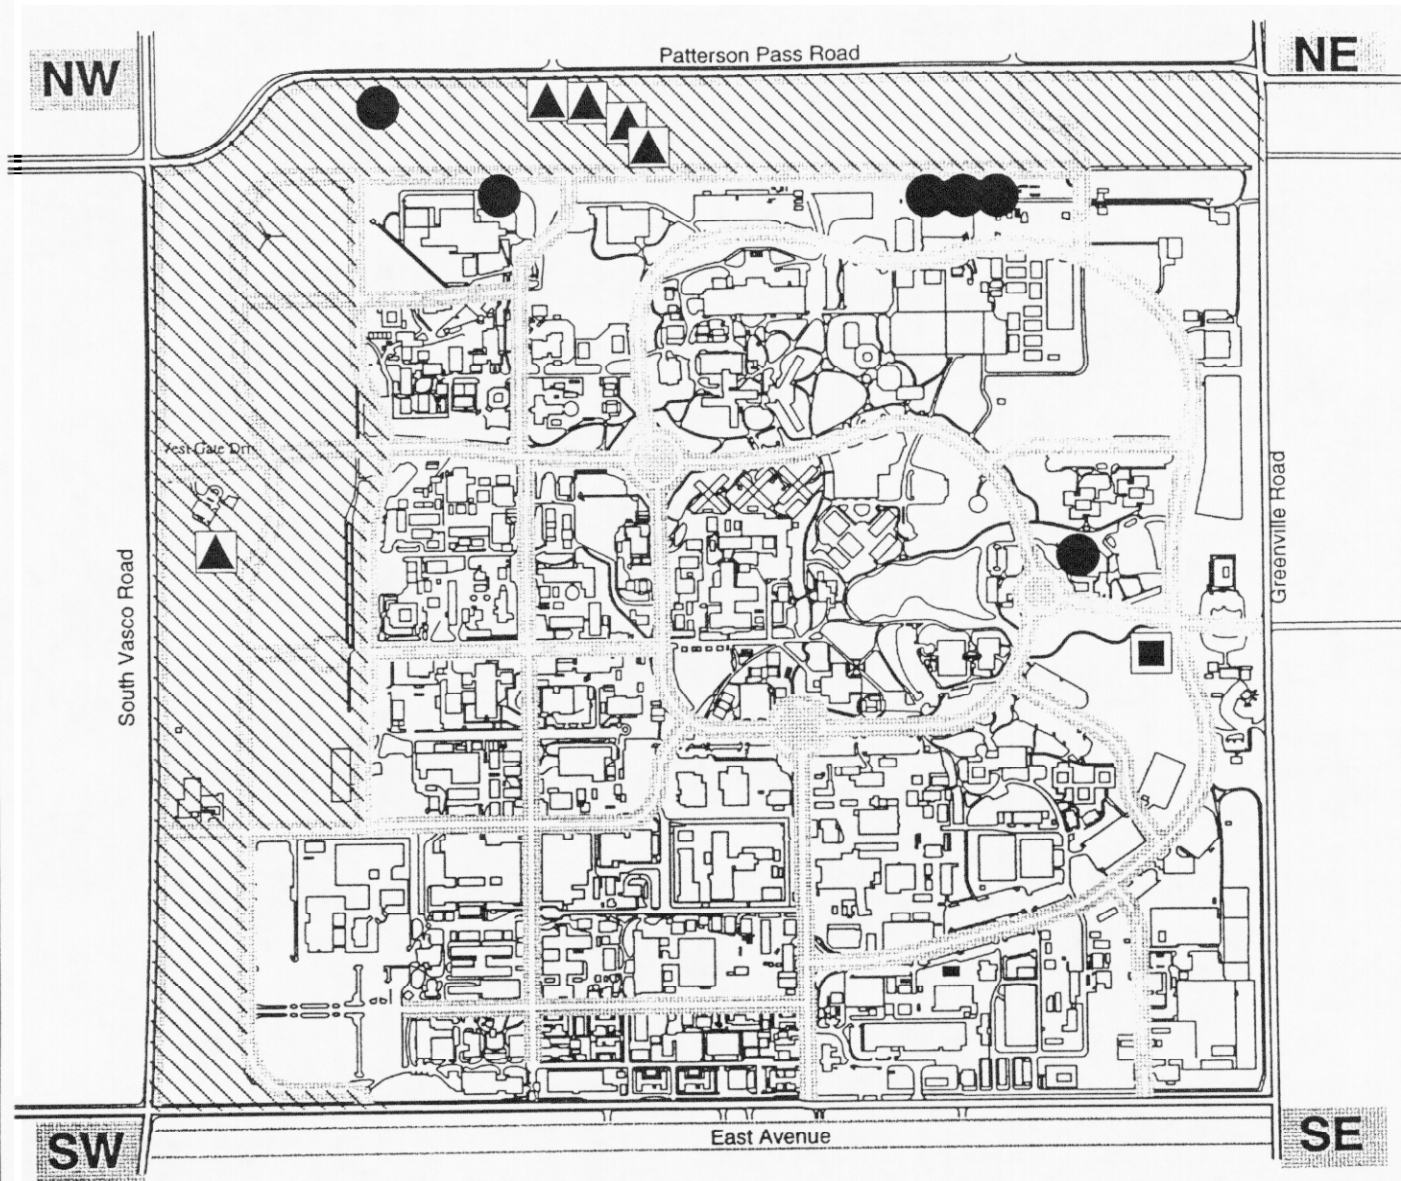 NW
Patterson Pass Road
NE
South Vasco Road
Greenville Road
SW
East Avenue
SE